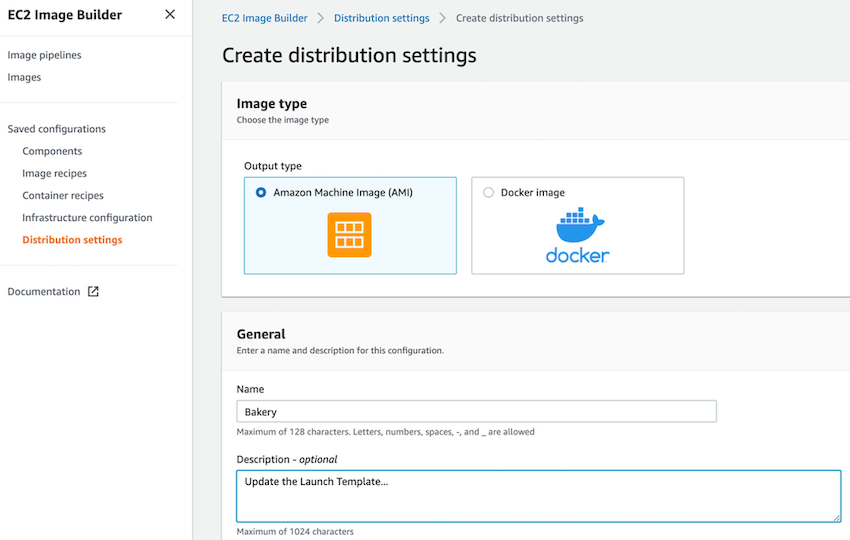 EC2 Image Builder
Image pipelines
Images
Saved configurations
Components
Image recipes
Container recipes
Infrastructure configuration
Distribution settings
Documentation
EC2 Image Builder > Distribution settings > Create distribution settings
Create distribution settings
Image type
Choose the image type
Output type
Amazon Machine Image (AMI)
Docker image
docker
General
Enter a name and description for this configuration.
Name
Bakery
Maximum of 128 characters. Letters, numbers, spaces, -, and _ are allowed
Description - optional
Update the Launch Template...
Maximum of 1024 characters